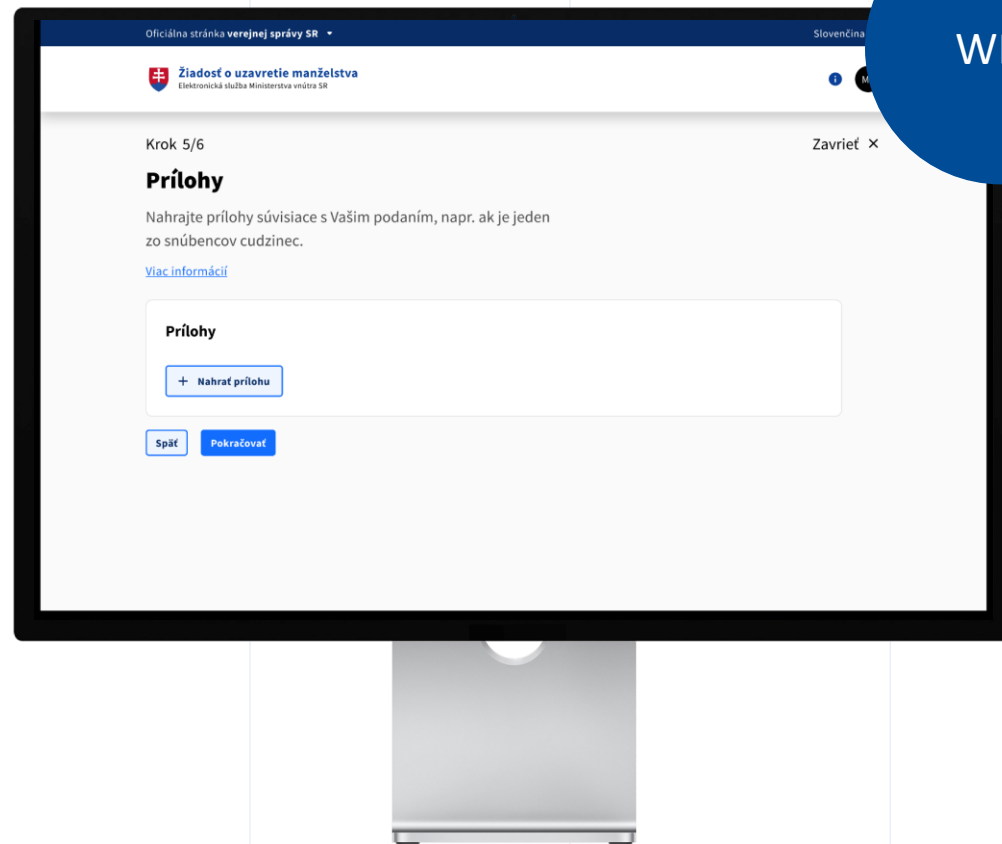 Oficiálna stránka verejnej správy SR
Slovenčina
Žiadosť o uzavretie manželstva
Elektronická služba Ministerstva vnútra SR
Krok 5/6
Zavrieť
Prílohy
Nahrajte prílohy súvisiace s Vašim podaním, napr. ak je jeden
zo snúbencov cudzinec.
Viac informácií
Prílohy
+ Nahrať prílohu
Späť
Pokračovať